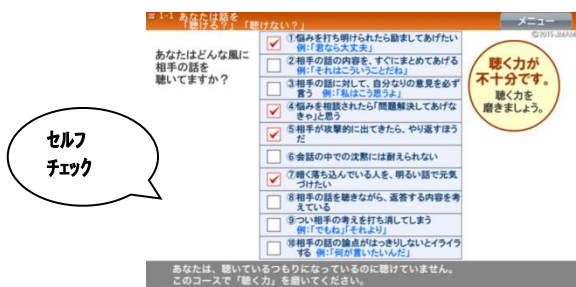 1-1 あなたは話を
「聴ける?」「聴けない?」
メニュー
©2015 JMAM
あなたはどんな風に
相手の話を
聴いてますか?
①悩みを打ち明けられたら励ましてあげたい
例:「君なら大丈夫」
②相手の話の内容を、すぐにまとめてあげる
例:「それはこういうことだね」
③相手の話に対して、自分なりの意見を必ず
言う 例:「私はこう思うよ」
④悩みを相談されたら「問題解決してあげな
きゃ」と思う
⑤相手が攻撃的に出てきたら、やり返すほう
だ
⑥会話の中での沈黙には耐えられない
⑦暗く落ち込んでいる人を、明るい話で元気
づけたい
⑧相手の話を聴きながら、返答する内容を考
えている
⑨つい相手の考えを打ち消してしまう
例:「でもね」「それより」
⑩相手の話の論点がはっきりしないとイライラ
する 例:「何が言いたいんだ」
聴く力が
不十分です。
聴く力を
磨きましょう。
セルフ
チェック
あなたは、聴いているつもりになっているのに聴けていません。
このコースで「聴く力」を磨いてください。